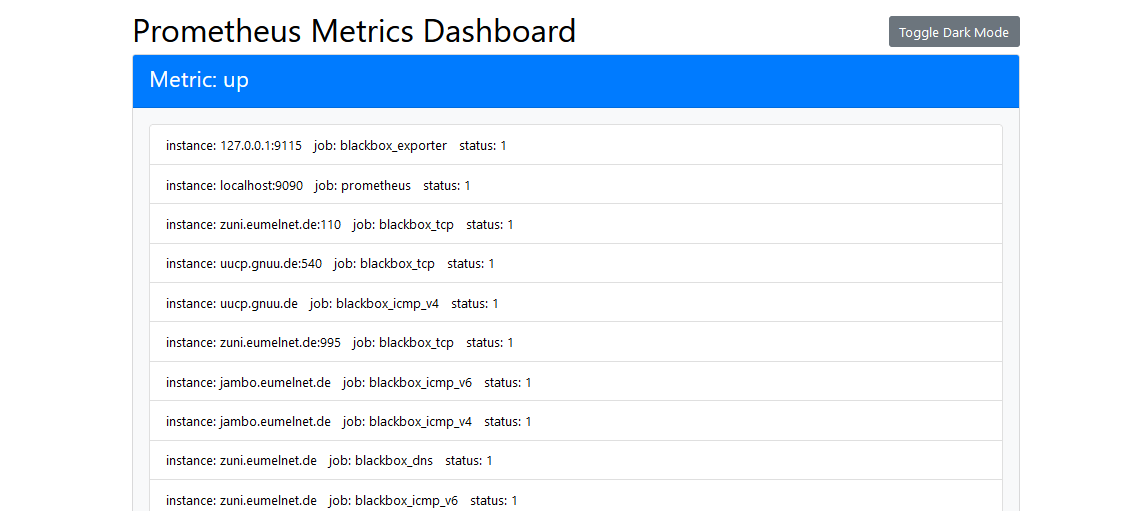 Prometheus Metrics Dashboard
Toggle Dark Mode
Metric: up
instance: 127.0.0.1:9115 job: blackbox_exporter status: 1
instance: localhost:9090 job: prometheus status: 1
instance: zuni.eumelnet.de:110 job: blackbox_tcp status: 1
instance: uucp.gnuu.de:540 job: blackbox_tcp status: 1
instance: uucp.gnuu.de job: blackbox_icmp_v4 status: 1
instance: zuni.eumelnet.de:995 job: blackbox_tcp status: 1
instance: jambo.eumelnet.de job: blackbox_icmp_v6 status: 1
instance: jambo.eumelnet.de job: blackbox_icmp_v4 status: 1
instance: zuni.eumelnet.de job: blackbox_dns status: 1
instance: zuni.eumelnet.de job: blackbox_icmp_v6 status: 1